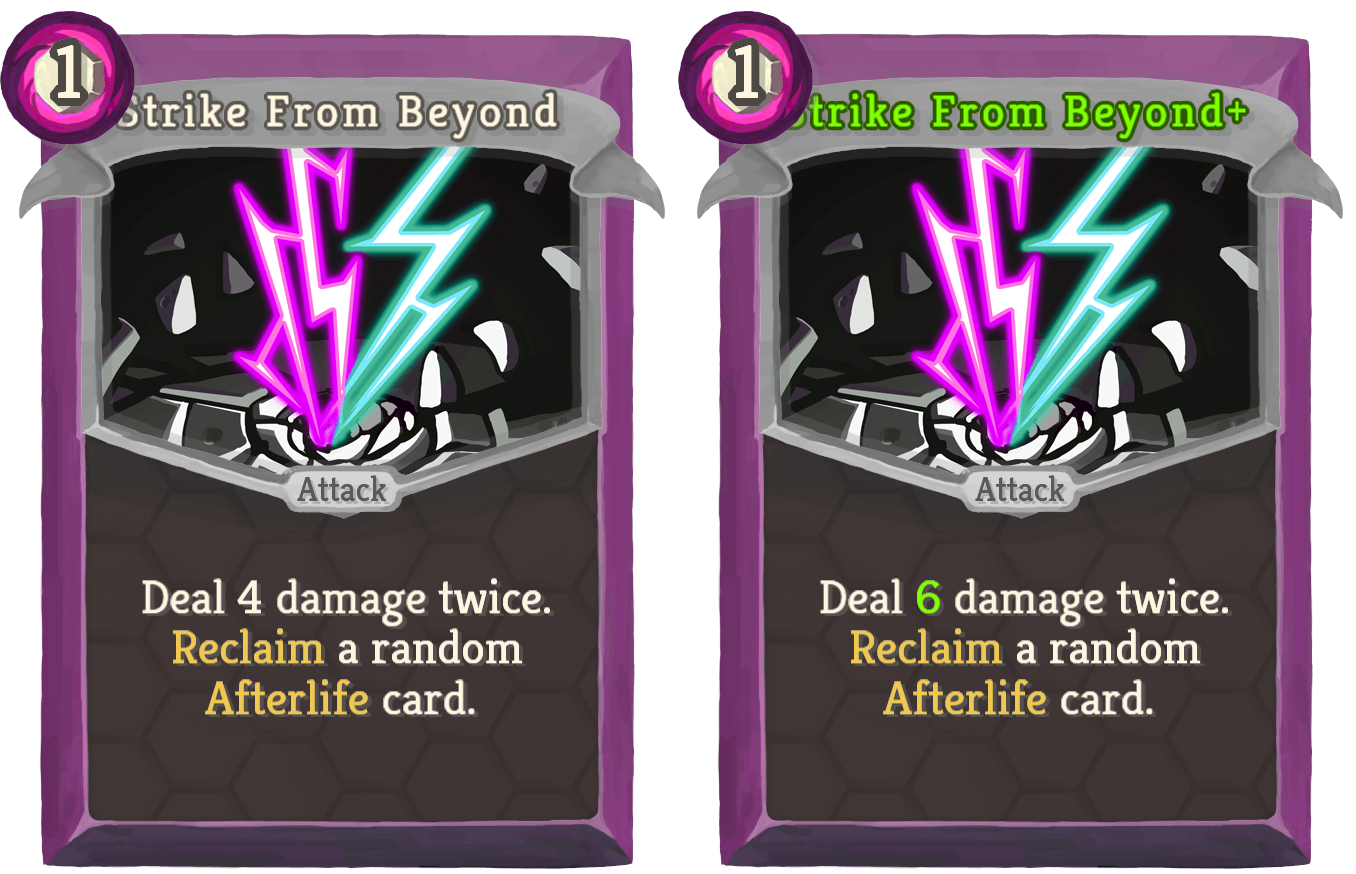 1
Strike From Beyond
Attack
Deal 4 damage twice.
Reclaim a random
Afterlife card.
1
Strike From Beyond+
Attack
Deal 6 damage twice.
Reclaim a random
Afterlife card.